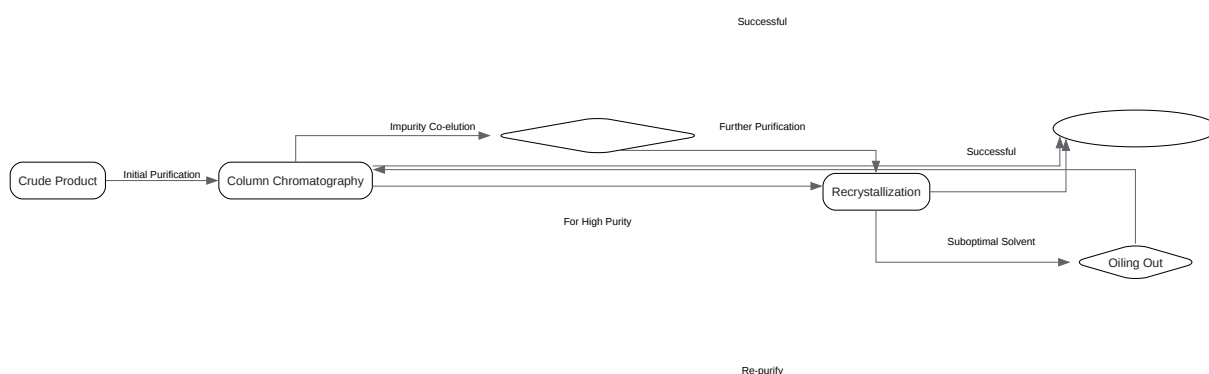 Successful
Impurity Co-elution
Further Purification
Successful
Crude Product
Initial Purification
Column Chromatography
Recrystallization
For High Purity
Suboptimal Solvent
Oiling Out
Re-purify